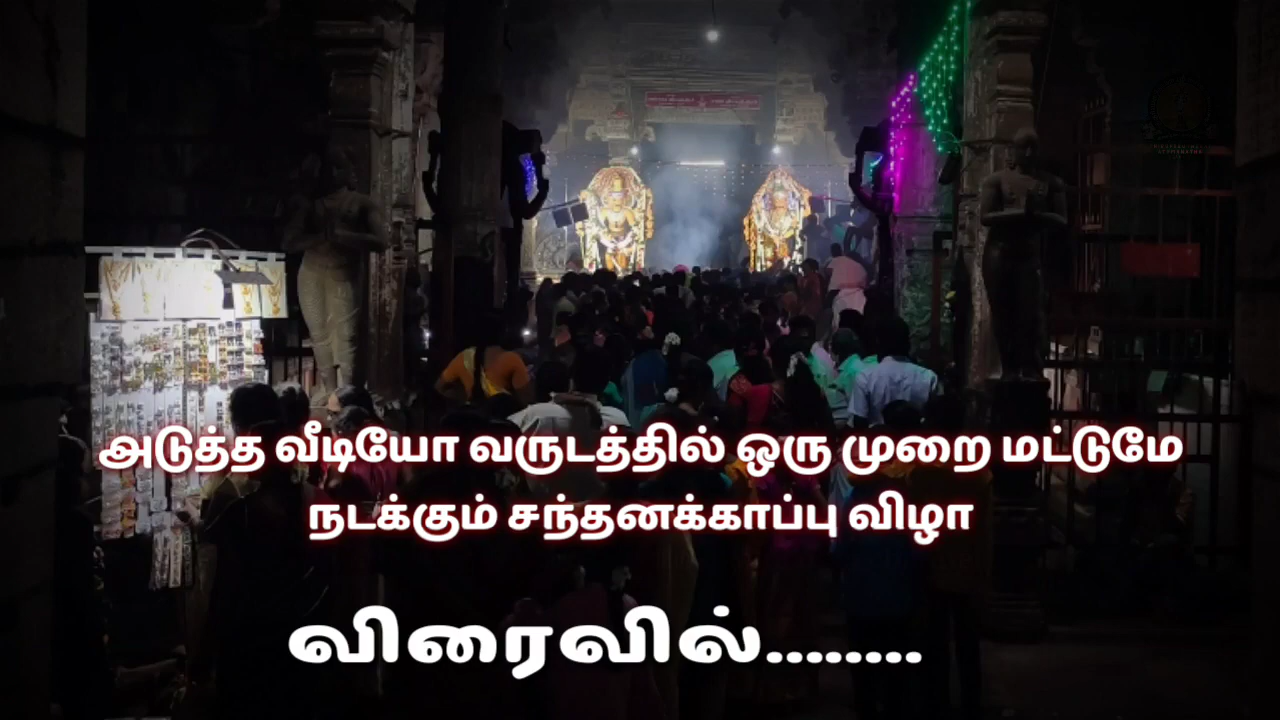 அடுத்த வீடியோ வருடத்தில் ஒரு முறை மட்டுமே
நடக்கும் சந்தனக்காப்பு விழா
விரைவில்........